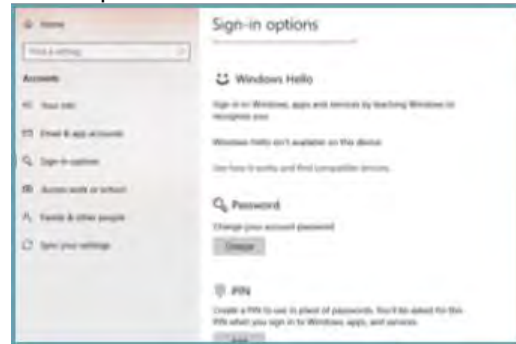 Home
Find a setting
Accounts
Your info
Email & app accounts
Sign-in options
Access work or school
Family & other people
Sync your settings
Sign-in options
Windows Hello
Sign in to Windows, apps and services by teaching Windows to
recognize you.
Windows Hello isn't available on this device.
See how it works and find compatible devices.
Password
Change your account password
Change
PIN
Create a PIN to use in place of passwords. You'll be asked for this
PIN when you sign in to Windows, apps, and services.
Add